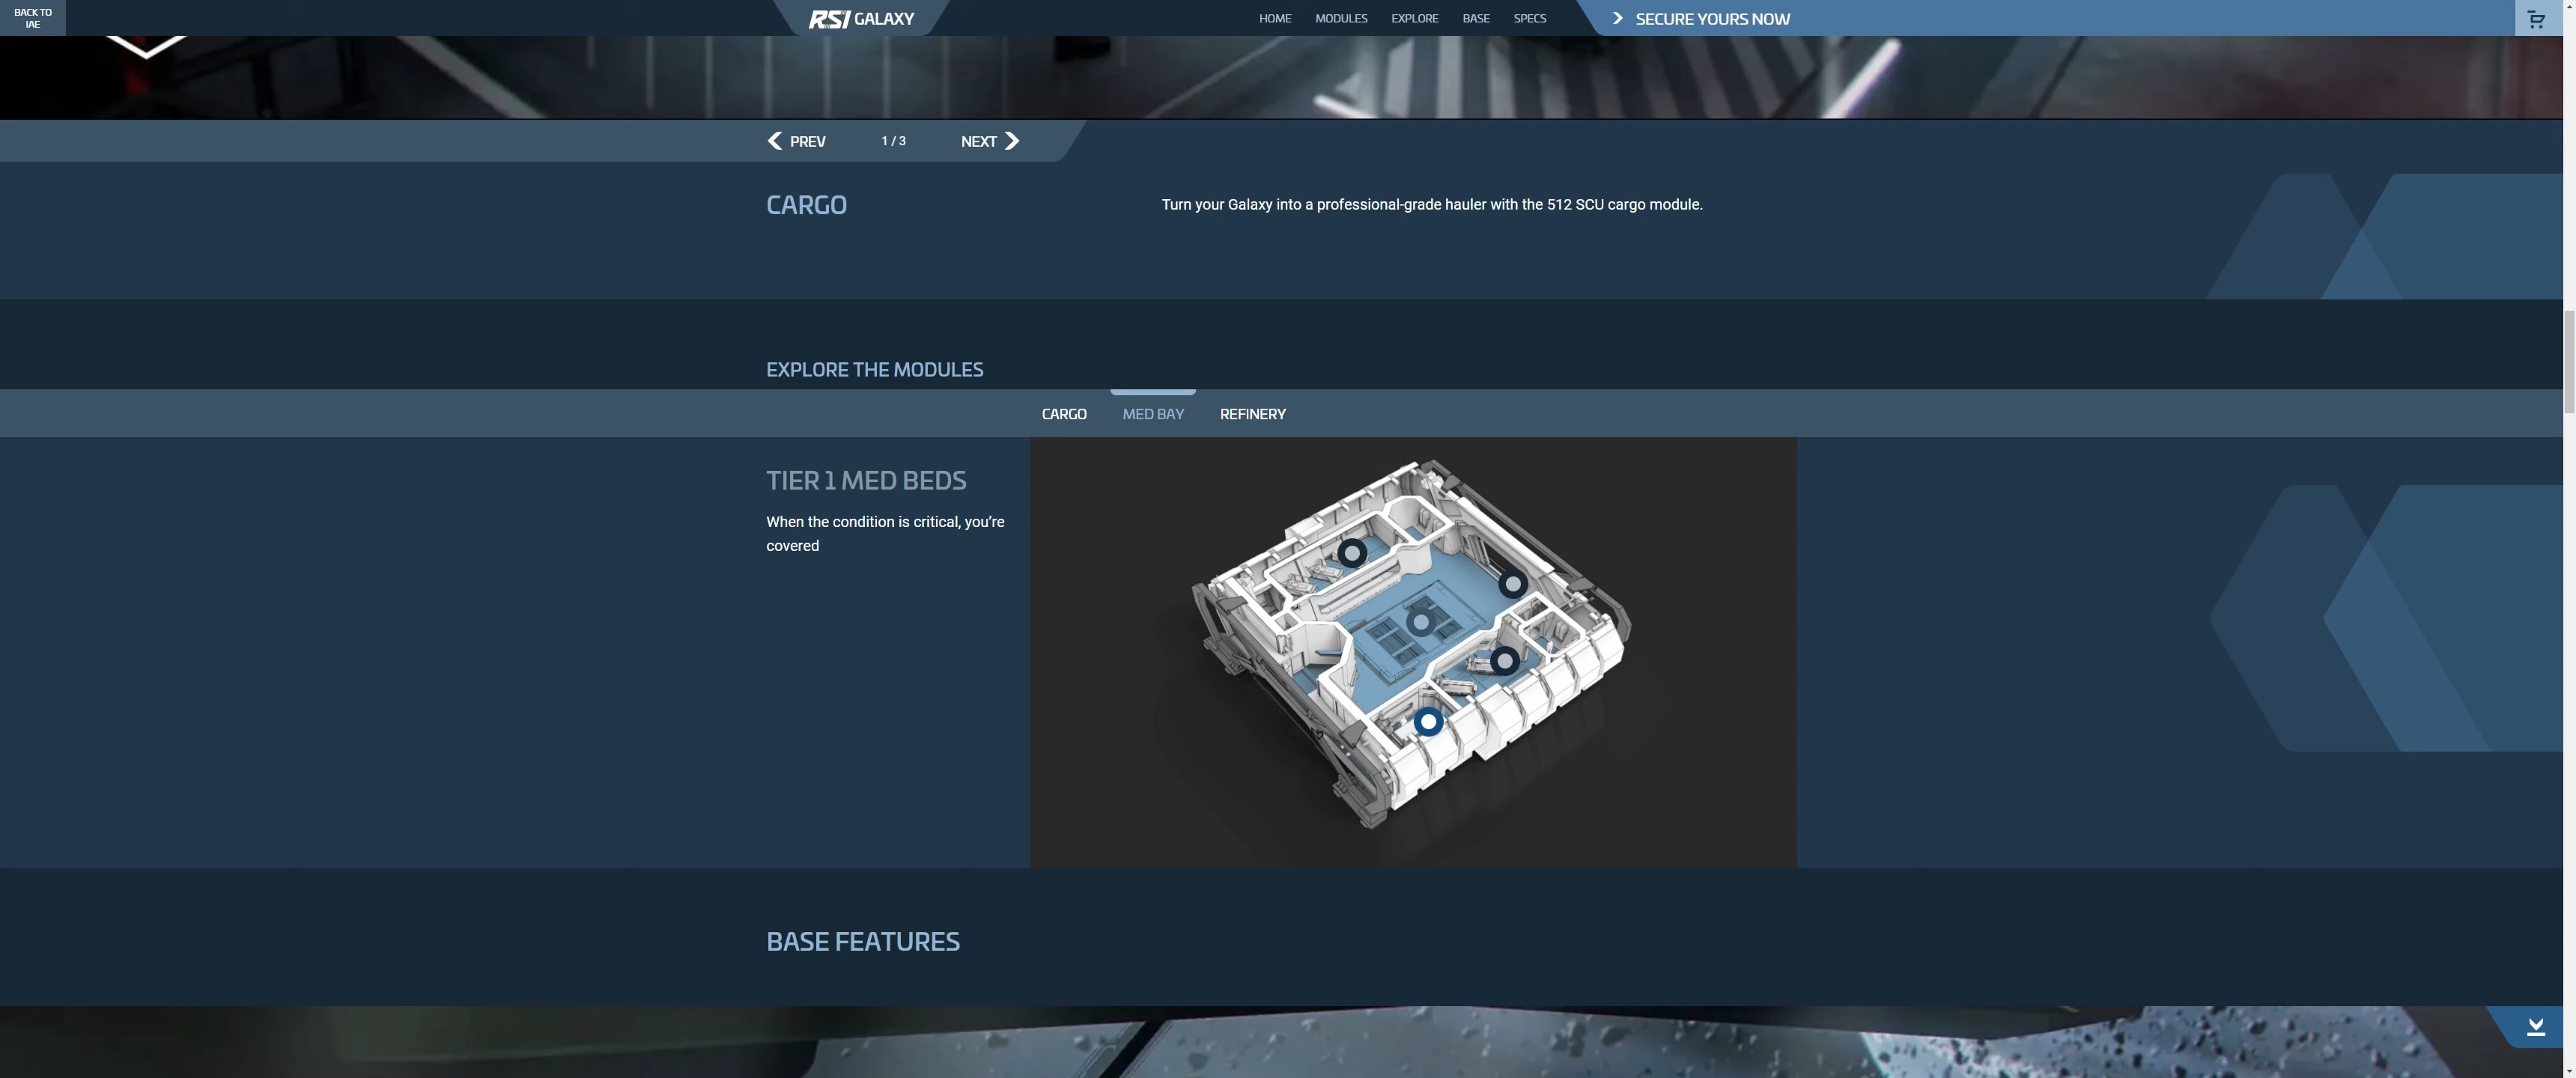 BACK TO
IAE
RSI GALAXY
HOME
MODULES
EXPLORE
BASE
SPECS
SECURE YOURS NOW
PREV
1 / 3
NEXT
CARGO
Turn your Galaxy into a professional-grade hauler with the 512 SCU cargo module.
EXPLORE THE MODULES
CARGO
MED BAY
REFINERY
TIER 1 MED BEDS
When the condition is critical, you’re
covered
BASE FEATURES